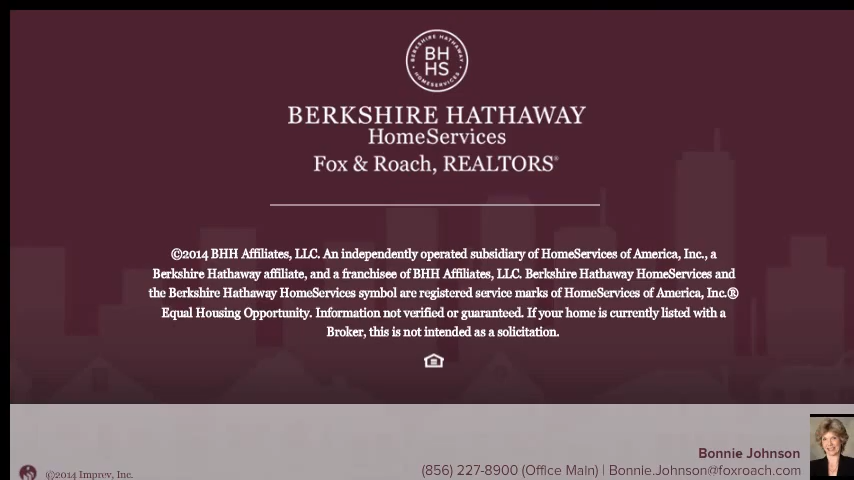 BERKSHIRE HATHAWAY
HOMESERVICES
BH
HS
BERKSHIRE HATHAWAY
HomeServices
Fox & Roach, REALTORS®
©2014 BHH Affiliates, LLC. An independently operated subsidiary of HomeServices of America, Inc., a
Berkshire Hathaway affiliate, and a franchisee of BHH Affiliates, LLC. Berkshire Hathaway HomeServices and
the Berkshire Hathaway HomeServices symbol are registered service marks of HomeServices of America, Inc.®
Equal Housing Opportunity. Information not verified or guaranteed. If your home is currently listed with a
Broker, this is not intended as a solicitation.
Bonnie Johnson
(856) 227-8900 (Office Main) | Bonnie.Johnson@foxroach.com
©2014 Imprev, Inc.